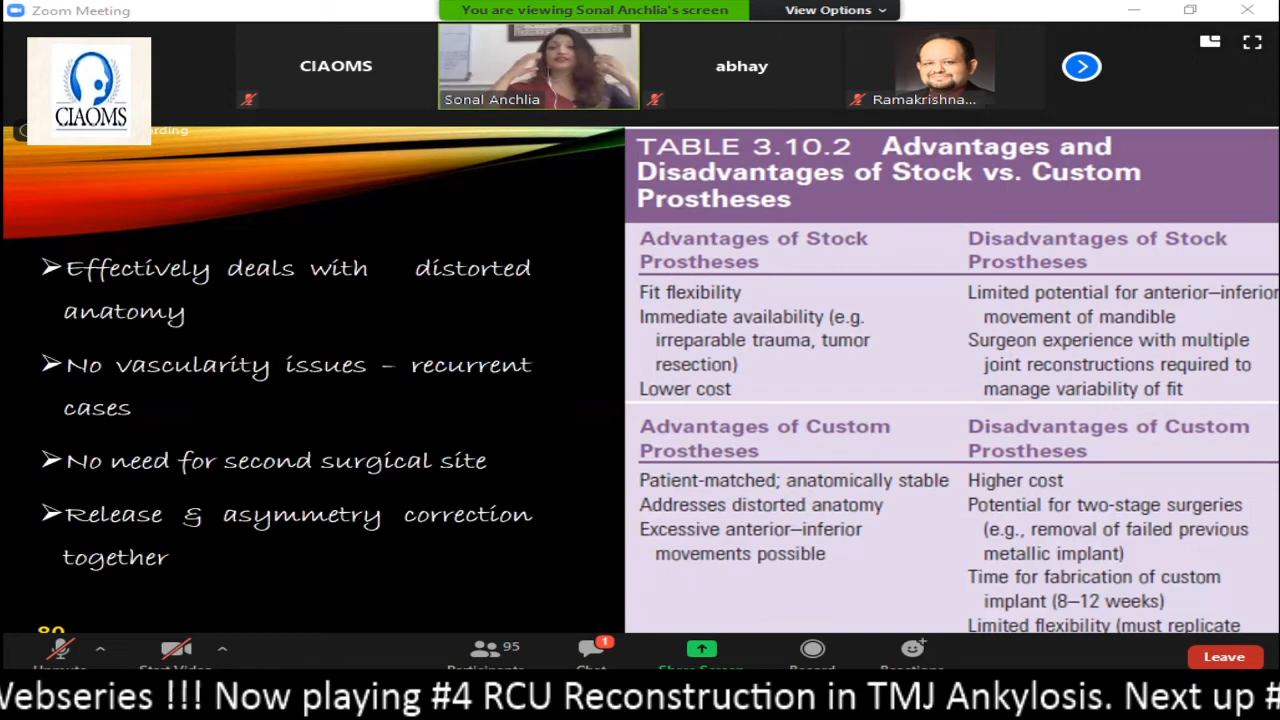 Zoom Meeting
You are viewing Sonal Anchlia's screen
View Options
CIAOMS
CIAOMS
Sonal Anchlia
abhay
Ramakrishna...
Effectively deals with distorted
anatomy
No vascularity issues – recurrent
cases
No need for second surgical site
Release & asymmetry correction
together
TABLE 3.10.2 Advantages and
Disadvantages of Stock vs. Custom
Prostheses
Advantages of Stock
Prostheses
Disadvantages of Stock
Prostheses
Fit flexibility
Immediate availability (e.g.
irreparable trauma, tumor
resection)
Lower cost
Limited potential for anterior–inferior
movement of mandible
Surgeon experience with multiple
joint reconstructions required to
manage variability of fit
Advantages of Custom
Prostheses
Disadvantages of Custom
Prostheses
Patient-matched; anatomically stable
Addresses distorted anatomy
Excessive anterior–inferior
movements possible
Higher cost
Potential for two-stage surgeries
(e.g., removal of failed previous
metallic implant)
Time for fabrication of custom
implant (8–12 weeks)
Limited flexibility (must replicate
95
1
Leave
Webseries !!! Now playing #4 RCU Reconstruction in TMJ Ankylosis. Next up #